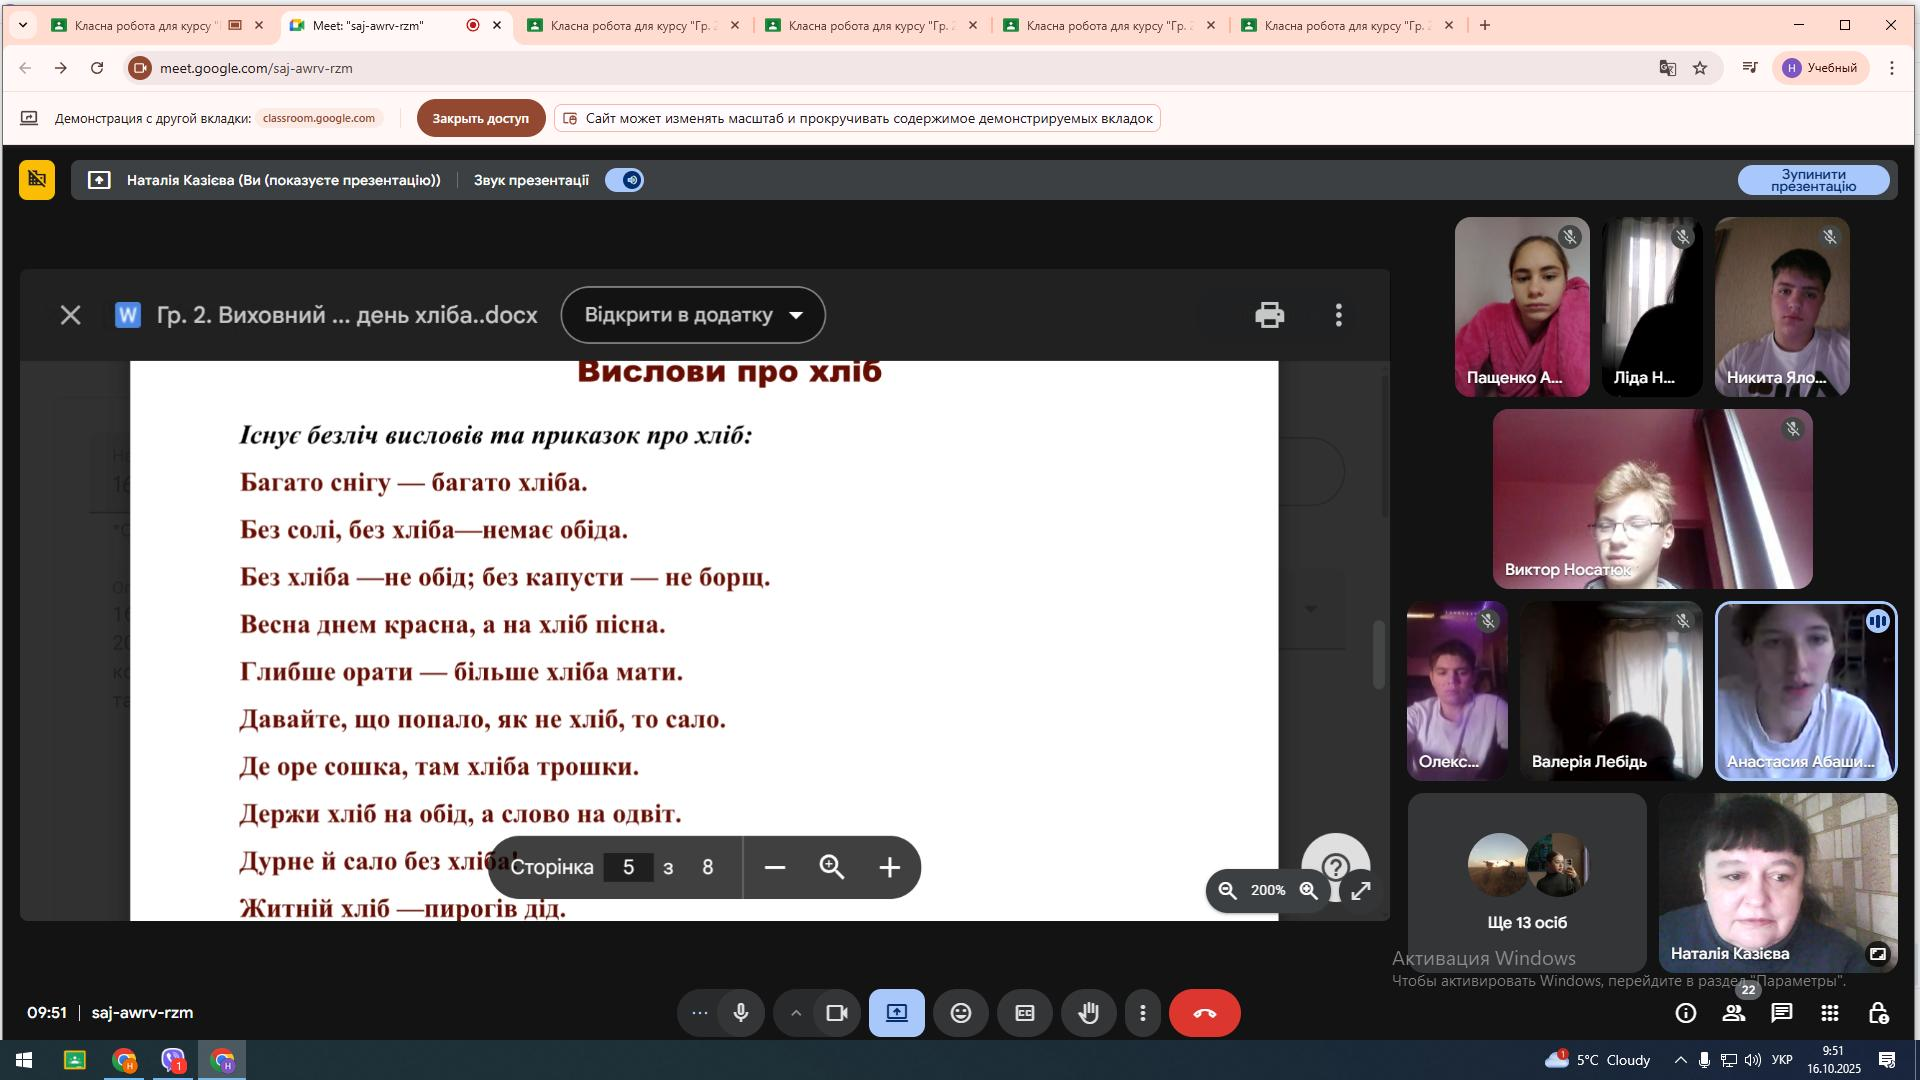 Класна робота для курсу "
Meet: "saj-awrv-rzm"
Класна робота для курсу "Гр. 2
Класна робота для курсу "Гр. 2
Класна робота для курсу "Гр. 2
Класна робота для курсу "Гр. 2
meet.google.com/saj-awrv-rzm
Н
Учебный
Демонстрация с другой вкладки:
classroom.google.com
Закрыть доступ
Сайт может изменять масштаб и прокручивать содержимое демонстрируемых вкладок
Наталія Казієва (Ви (показуєте презентацію))
Звук презентації
Зупинити
презентацію
W
Гр. 2. Виховний ... день хліба..docx
Відкрити в додатку
Вислови про хліб
Існує безліч висловів та приказок про хліб:
Багато снігу — багато хліба.
Без солі, без хліба—немає обіда.
Без хліба —не обід; без капусти — не борщ.
Весна днем красна, а на хліб пісна.
Глибше орати — більше хліба мати.
Давайте, що попало, як не хліб, то сало.
Де оре сошка, там хліба трошки.
Держи хліб на обід, а слово на одвіт.
Дурне й сало без хліба!
Житній хліб —пирогів дід.
Сторінка 5 з 8
200%
Пащенко А...
Ліда Н...
Никита Яло...
Виктор Носатюк
Олекс...
Валерія Лебідь
Анастасия Абаши...
Ще 13 осіб
Наталія Казієва
Активация Windows
Чтобы активировать Windows, перейдите в раздел "Параметры".
09:51
saj-awrv-rzm
22
1
5°C Cloudy
УКР
9:51
16.10.2025